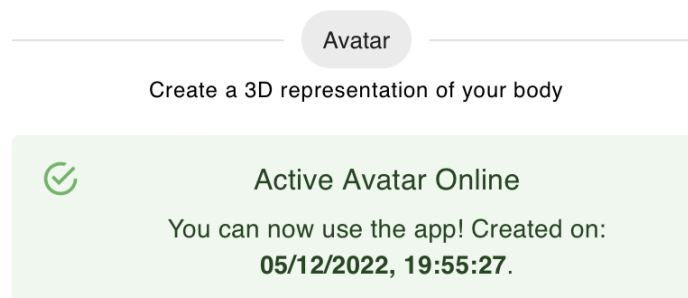 Avatar
Create a 3D representation of your body
Active Avatar Online
You can now use the app! Created on:
05/12/2022, 19:55:27.